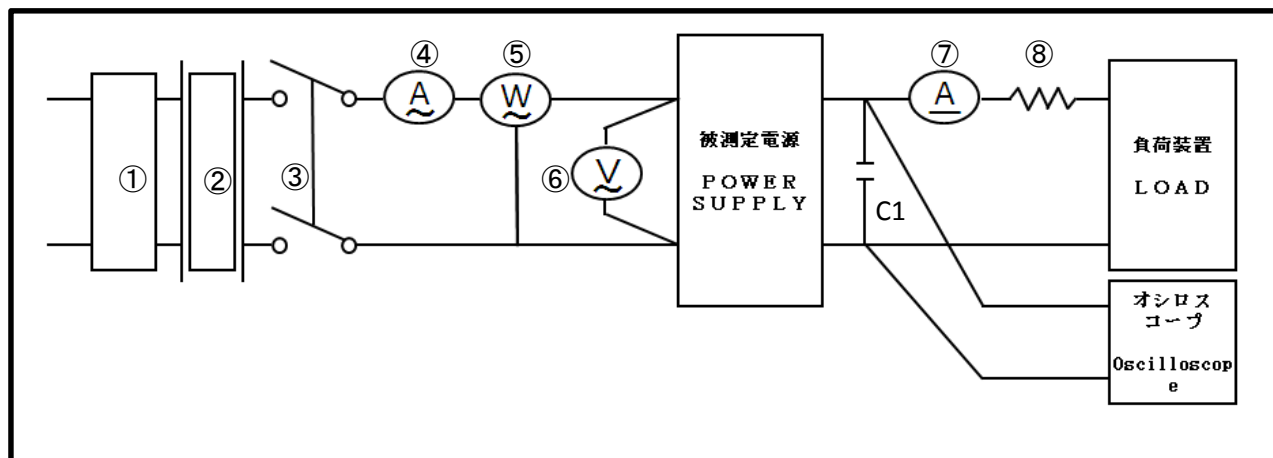 ①
②
③
④
A
⑤
W
⑥
V
被測定電源
POWER
SUPPLY
C1
⑦
A
⑧
負荷装置
LOAD
オシロス
コープ
Oscilloscop
e